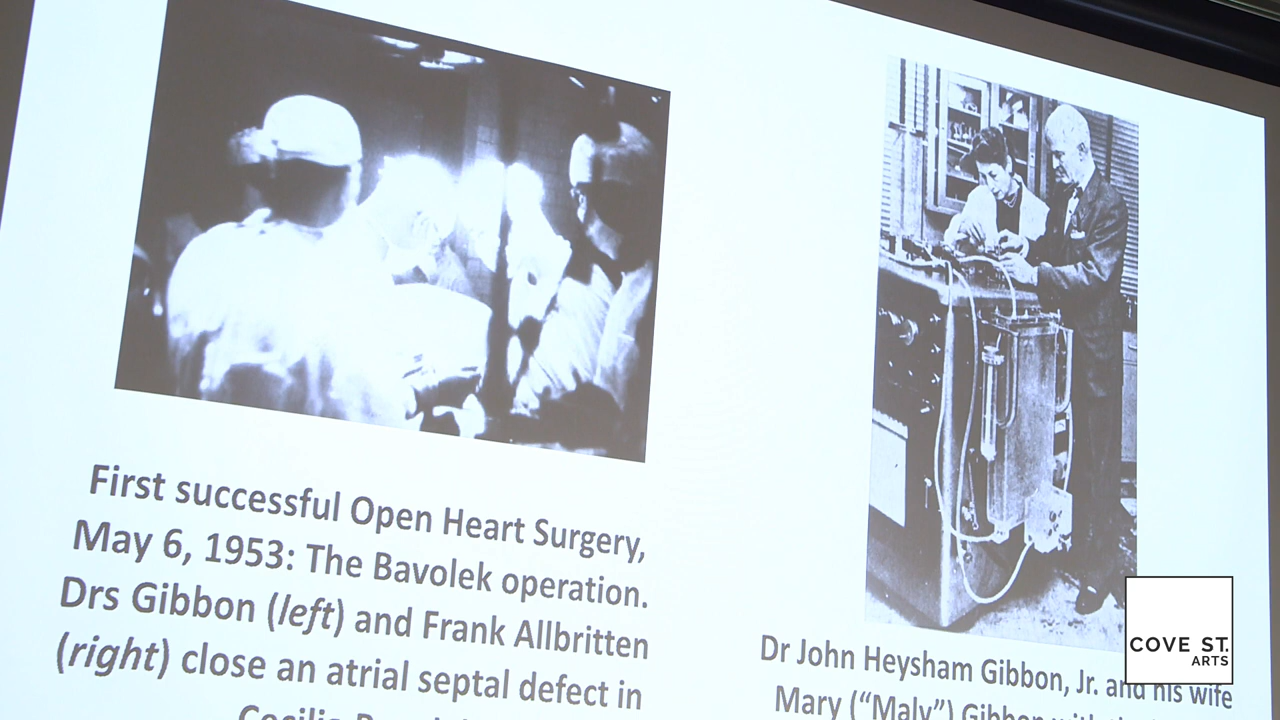 First successful Open Heart Surgery,
May 6, 1953: The Bavolek operation.
Drs Gibbon (left) and Frank Allbritten
(right) close an atrial septal defect in
Cecilia
Dr John Heysham Gibbon, Jr. and his wife
Mary (“Maly”) Gibbon with
COVE ST.
ARTS